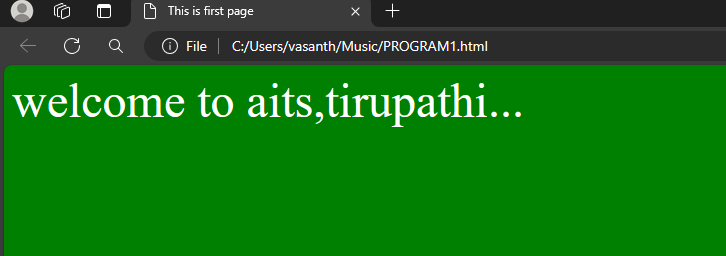 This is first page
File C:/Users/vasanth/Music/PROGRAM1.html
welcome to aits,tirupathi...